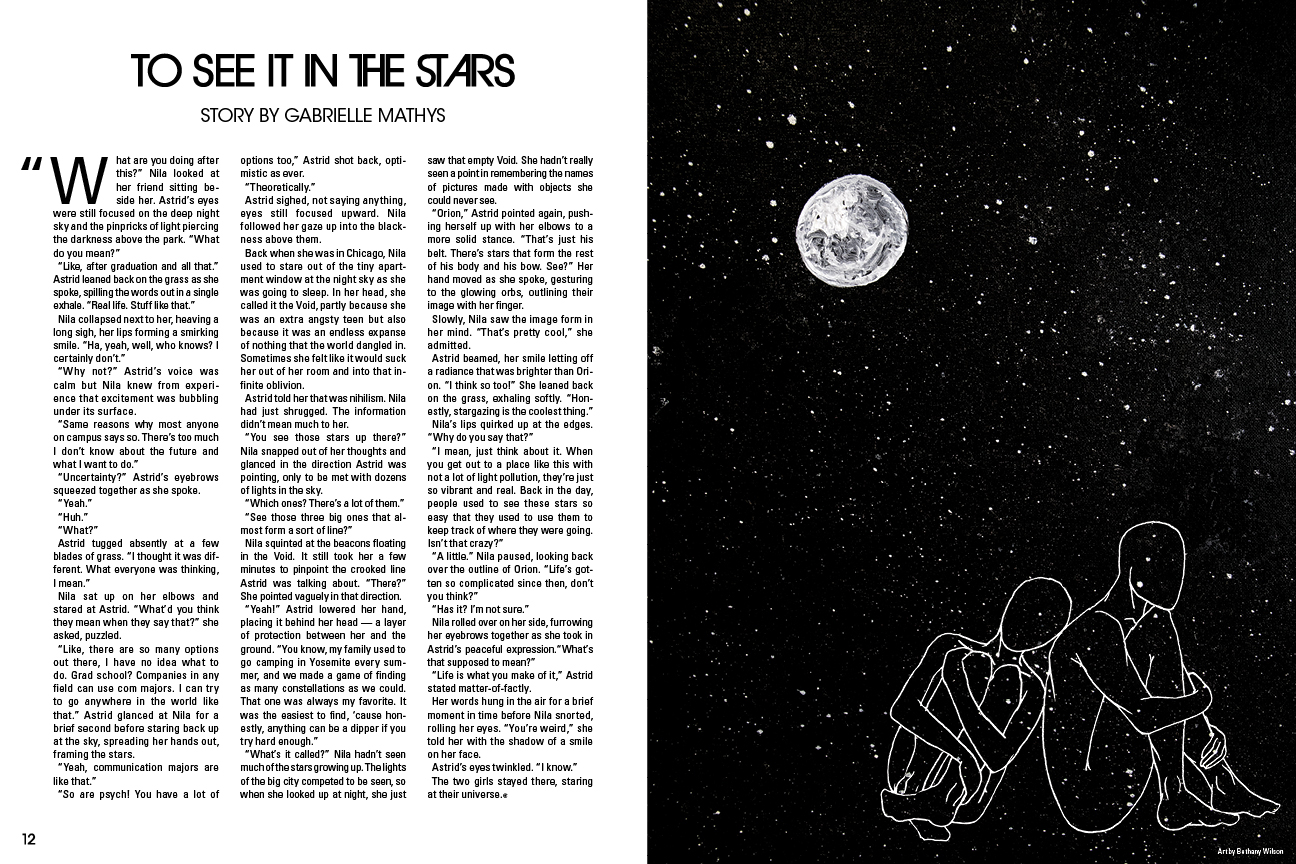 TO SEE IT IN THE STARS
STORY BY GABRIELLE MATHYS
“What are you doing after
this?” Nila looked at
her friend sitting be-
side her. Astrid’s eyes
were still focused on the deep night
sky and the pinpricks of light piercing
the darkness above the park. “What
do you mean?”
“Like, after graduation and all that.”
Astrid leaned back on the grass as she
spoke, spilling the words out in a single
exhale. “Real life. Stuff like that.”
Nila collapsed next to her, heaving a
long sigh, her lips forming a smirking
smile. “Ha, yeah, well, who knows? I
certainly don’t.”
“Why not?” Astrid’s voice was
calm but Nila knew from experi-
ence that excitement was bubbling
under its surface.
“Same reasons why most anyone
on campus says so. There’s too much
I don’t know about the future and
what I want to do.”
“Uncertainty?” Astrid’s eyebrows
squeezed together as she spoke.
“Yeah.”
“Huh.”
“What?”
Astrid tugged absently at a few
blades of grass. “I thought it was dif-
ferent. What everyone was thinking,
I mean.”
Nila sat up on her elbows and
stared at Astrid. “What’d you think
they mean when they say that?” she
asked, puzzled.
“Like, there are so many options
out there, I have no idea what to
do. Grad school? Companies in any
field can use com majors. I can try
to go anywhere in the world like
that.” Astrid glanced at Nila for a
brief second before staring back up
at the sky, spreading her hands out,
framing the stars.
“Yeah, communication majors are
like that.”
“So are psych! You have a lot of
options too,” Astrid shot back, opti-
mistic as ever.
“Theoretically.”
Astrid sighed, not saying anything,
eyes still focused upward. Nila
followed her gaze up into the black-
ness above them.
Back when she was in Chicago, Nila
used to stare out of the tiny apart-
ment window at the night sky as she
was going to sleep. In her head, she
called it the Void, partly because she
was an extra angsty teen but also
because it was an endless expanse
of nothing that the world dangled in.
Sometimes she felt like it would suck
her out of her room and into that in-
finite oblivion.
Astrid told her that was nihilism. Nila
had just shrugged. The information
didn’t mean much to her.
“You see those stars up there?”
Nila snapped out of her thoughts and
glanced in the direction Astrid was
pointing, only to be met with dozens
of lights in the sky.
“Which ones? There’s a lot of them.”
“See those three big ones that al-
most form a sort of line?”
Nila squinted at the beacons floating
in the Void. It still took her a few
minutes to pinpoint the crooked line
Astrid was talking about. “There?”
She pointed vaguely in that direction.
“Yeah!” Astrid lowered her hand,
placing it behind her head — a layer
of protection between her and the
ground. “You know, my family used to
go camping in Yosemite every sum-
mer, and we made a game of finding
as many constellations as we could.
That one was always my favorite. It
was the easiest to find, ’cause hon-
estly, anything can be a dipper if you
try hard enough.”
“What’s it called?” Nila hadn’t seen
much of the stars growing up. The lights
of the big city competed to be seen, so
when she looked up at night, she just
saw that empty Void. She hadn’t really
seen a point in remembering the names
of pictures made with objects she
could never see.
“Orion,” Astrid pointed again, push-
ing herself up with her elbows to a
more solid stance. “That’s just his
belt. There’s stars that form the rest
of his body and his bow. See?” Her
hand moved as she spoke, gesturing
to the glowing orbs, outlining their
image with her finger.
Slowly, Nila saw the image form in
her mind. “That’s pretty cool,” she
admitted.
Astrid beamed, her smile letting off
a radiance that was brighter than Ori-
on. “I think so too!” She leaned back
on the grass, exhaling softly. “Hon-
estly, stargazing is the coolest thing.”
Nila’s lips quirked up at the edges.
“Why do you say that?”
“I mean, just think about it. When
you get out to a place like this with
not a lot of light pollution, they’re just
so vibrant and real. Back in the day,
people used to see these stars so
easy that they used to use them to
keep track of where they were going.
Isn’t that crazy?”
“A little.” Nila paused, looking back
over the outline of Orion. “Life’s got-
ten so complicated since then, don’t
you think?”
“Has it? I’m not sure.”
Nila rolled over on her side, furrowing
her eyebrows together as she took in
Astrid’s peaceful expression.“What’s
that supposed to mean?”
“Life is what you make of it,” Astrid
stated matter-of-factly.
Her words hung in the air for a brief
moment in time before Nila snorted,
rolling her eyes. “You’re weird,” she
told her with the shadow of a smile
on her face.
Astrid’s eyes twinkled. “I know.”
The two girls stayed there, staring
at their universe.
12
Art by Bethany Wilson